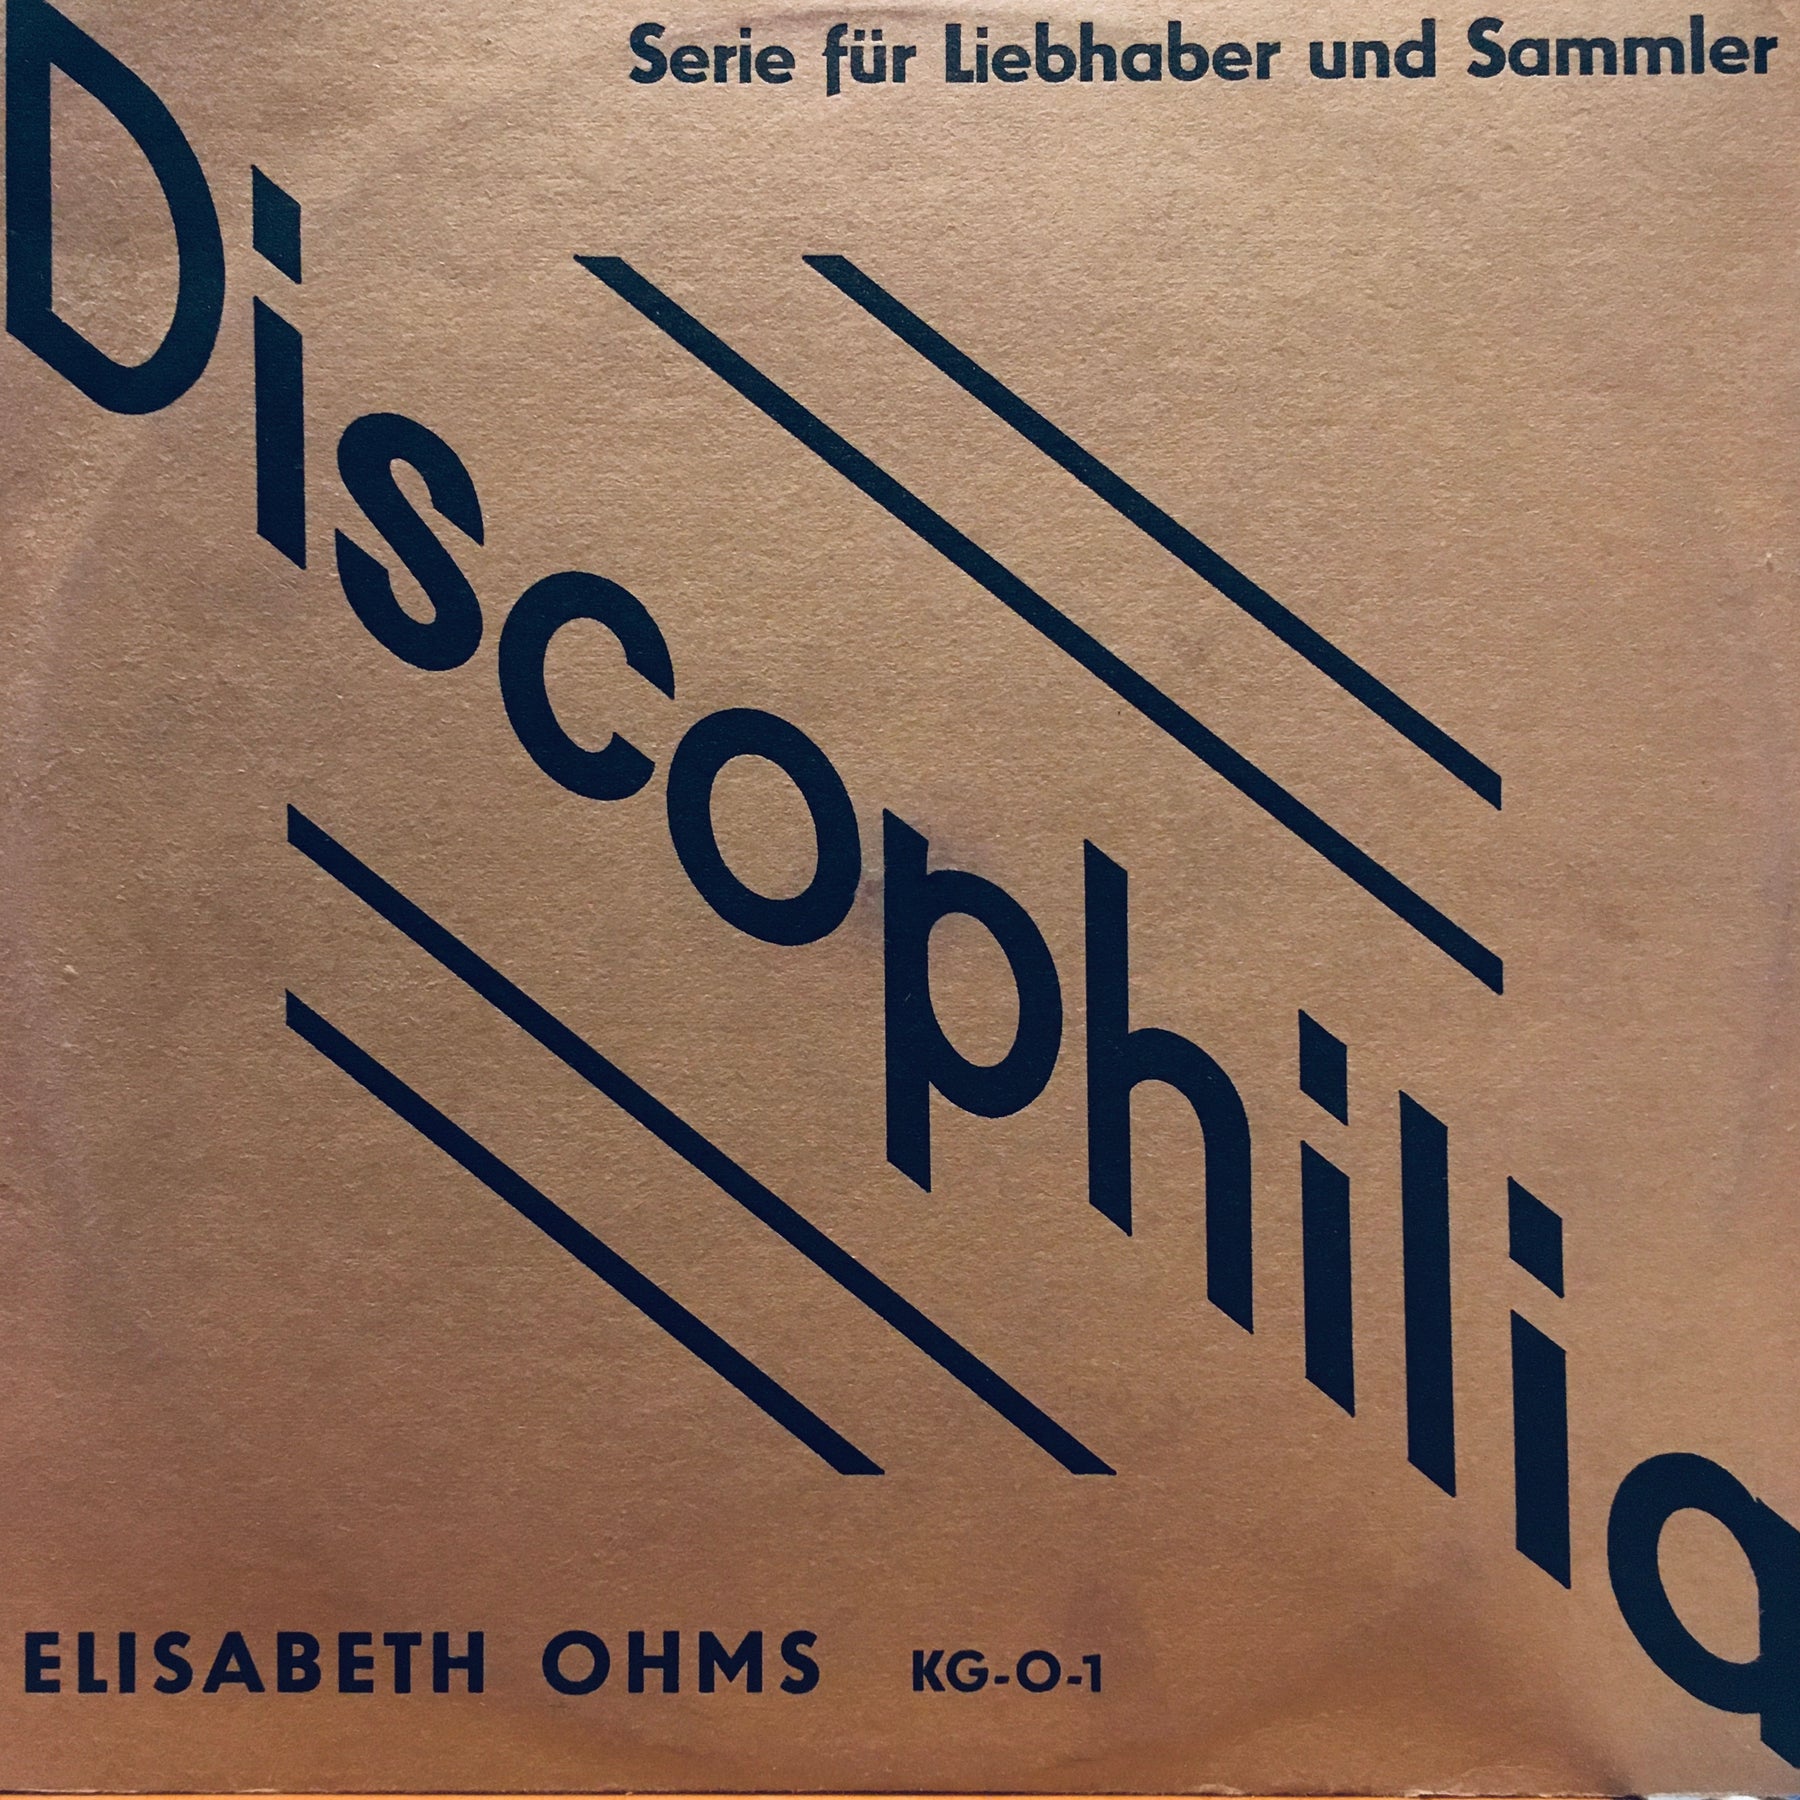 Serie für Liebhaber und Sammler
Discophilia
ELISABETH OHMS KG-O-1